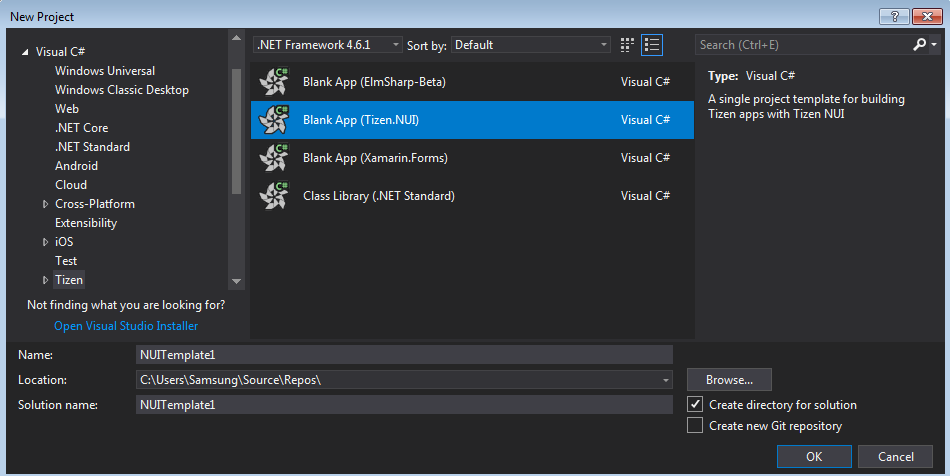 New Project
Visual C#
Windows Universal
Windows Classic Desktop
Web
.NET Core
.NET Standard
Android
Cloud
Cross-Platform
Extensibility
iOS
Test
Tizen
Not finding what you are looking for?
Open Visual Studio Installer
.NET Framework 4.6.1 Sort by: Default
Blank App (ElmSharp-Beta) Visual C#
Blank App (Tizen.NUI) Visual C#
Blank App (Xamarin.Forms) Visual C#
Class Library (.NET Standard) Visual C#
Search (Ctrl+E)
Type: Visual C#
A single project template for building
Tizen apps with Tizen NUI
Name: NUITemplate1
Location: C:\Users\Samsung\Source\Repos\ Browse...
Solution name: NUITemplate1
Create directory for solution
Create new Git repository
OK Cancel